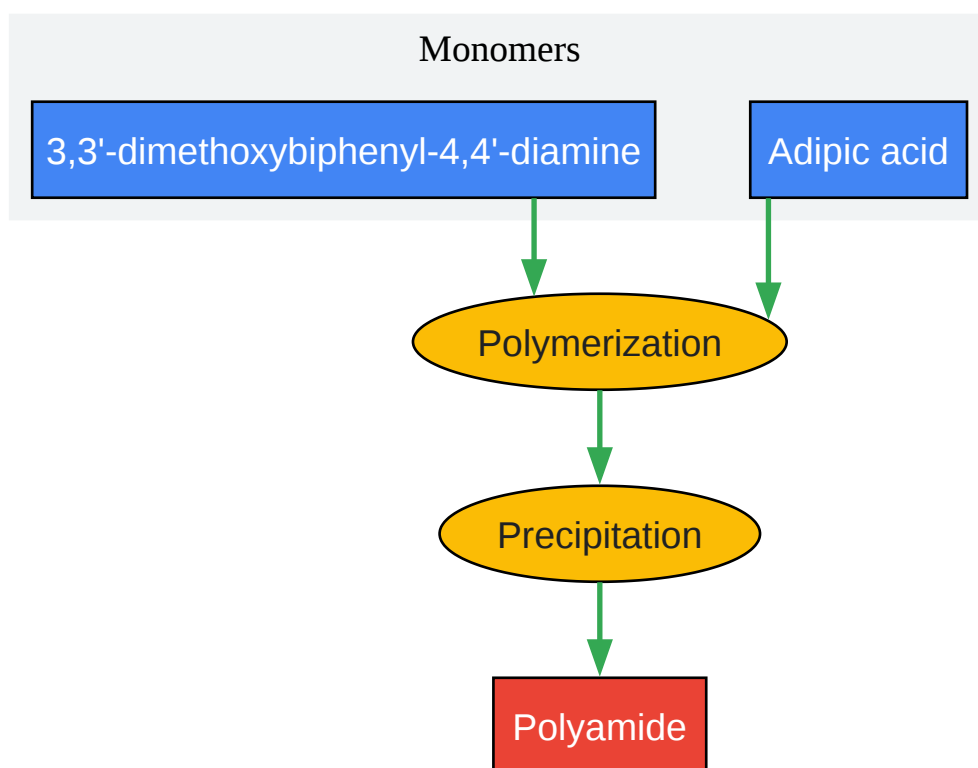 Monomers
3,3'-dimethoxybiphenyl-4,4'-diamine
Adipic acid
Polymerization
Precipitation
Polyamide